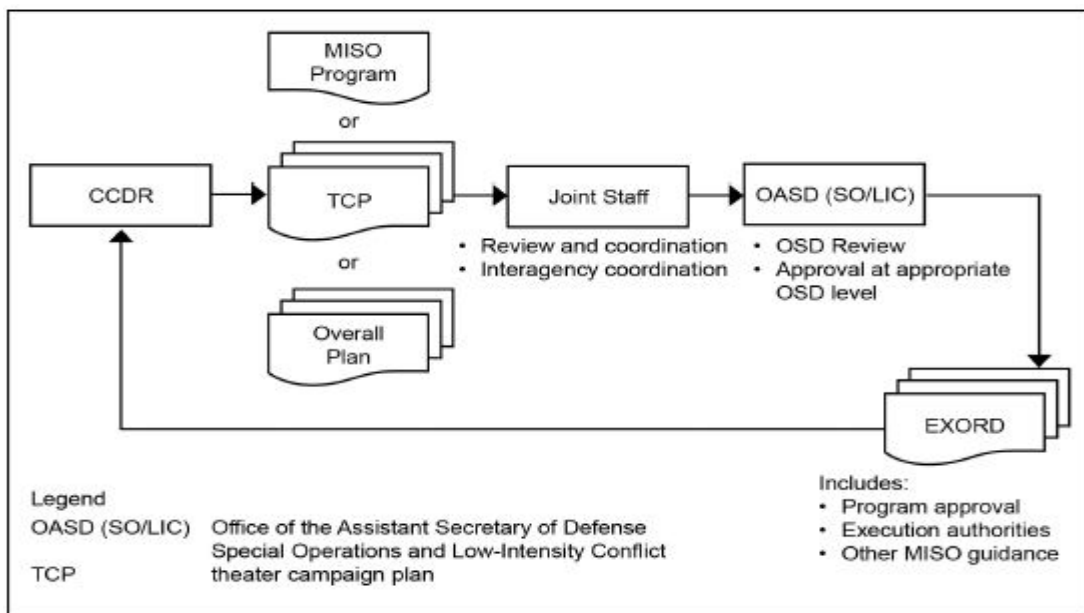 MISO
Program
or
CCDR
TCP
Joint Staff
OASD (SO/LIC)
• Review and coordination
• Interagency coordination
• OSD Review
• Approval at appropriate
OSD level
or
Overall
Plan
EXORD
Includes:
• Program approval
• Execution authorities
• Other MISO guidance
Legend
OASD (SO/LIC) Office of the Assistant Secretary of Defense
Special Operations and Low-Intensity Conflict
TCP theater campaign plan